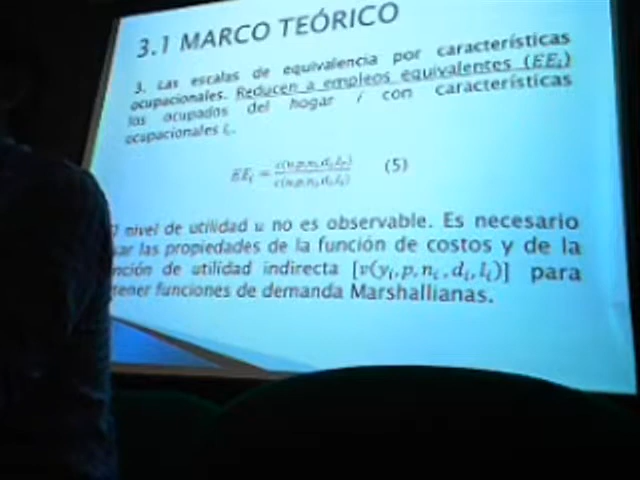 3.1 MARCO TEÓRICO
3. Las escalas de equivalencia por características
ocupacionales. Reducen a empleos equivalentes (EEᵢ)
los ocupados del hogar i con características
ocupacionales lᵢ.
EEᵢ = (5)
nivel de utilidad u no es observable. Es necesario
las propiedades de la función de costos y de la
de utilidad indirecta [v(yᵢ, p, nᵢ, dᵢ, lᵢ)] para
funciones de demanda Marshallianas.